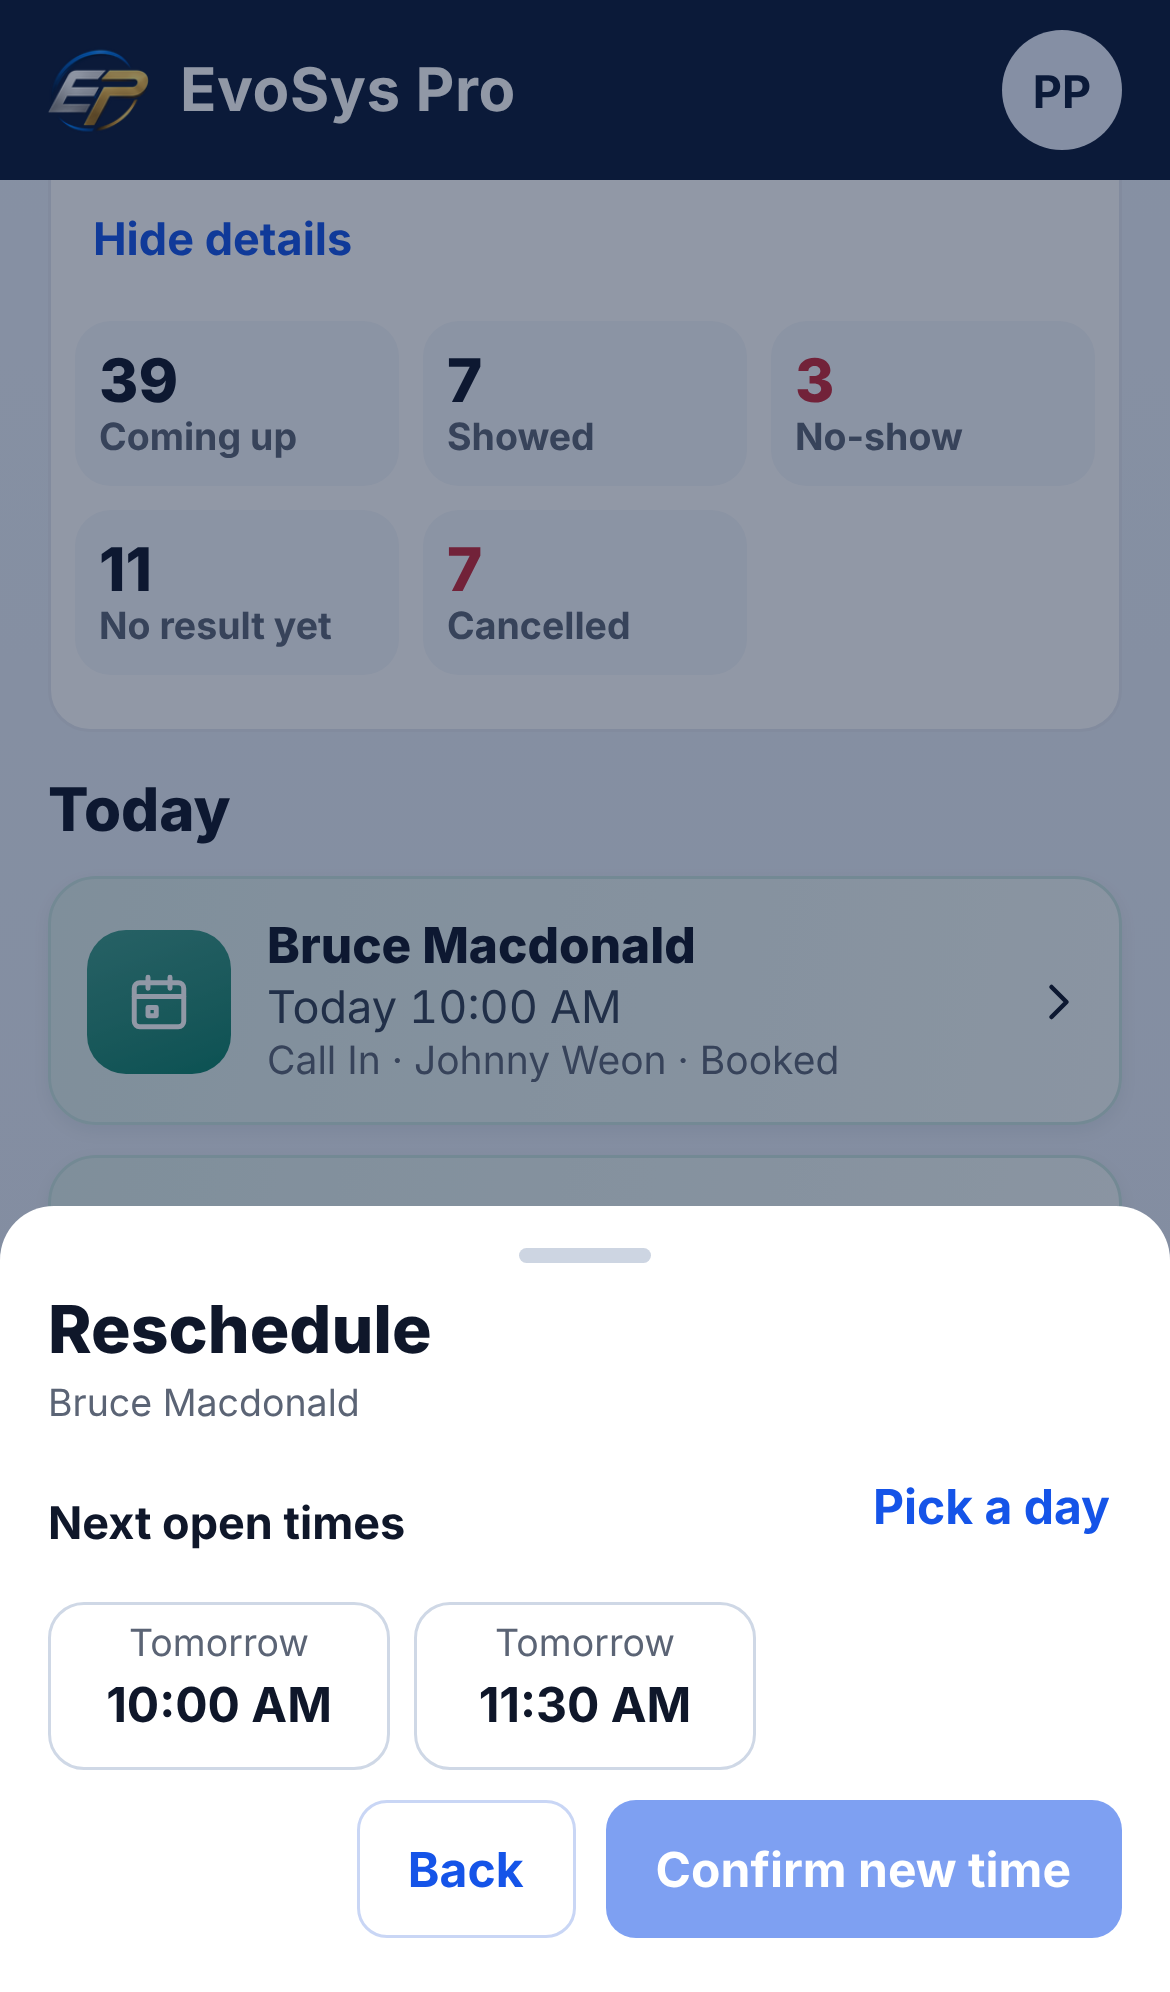 EP
EvoSys Pro
PP
Hide details
39
Coming up
7
Showed
3
No-show
11
No result yet
7
Cancelled
Today
Bruce Macdonald
Today 10:00 AM
Call In · Johnny Weon · Booked
Reschedule
Bruce Macdonald
Next open times
Pick a day
Tomorrow
10:00 AM
Tomorrow
11:30 AM
Back
Confirm new time